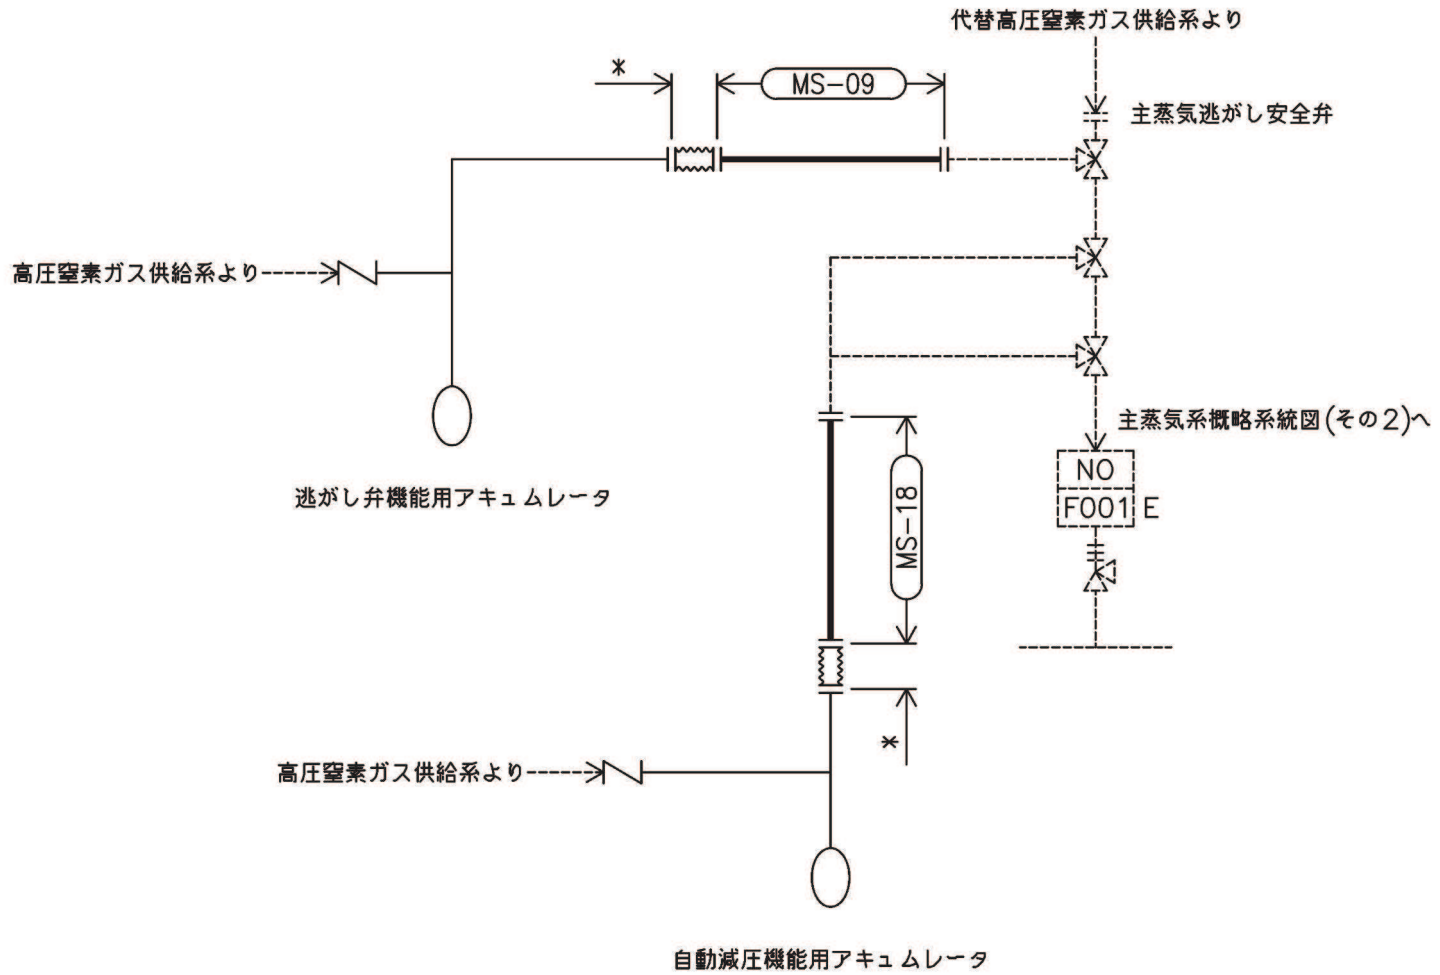 代替高圧窒素ガス供給系より
*
MS-09
主蒸気逃がし安全弁
高圧窒素ガス供給系より
主蒸気系概略系統図(その2)へ
NO
F001 E
逃がし弁機能用アキュムレータ
MS-18
*
高圧窒素ガス供給系より
自動減圧機能用アキュムレータ